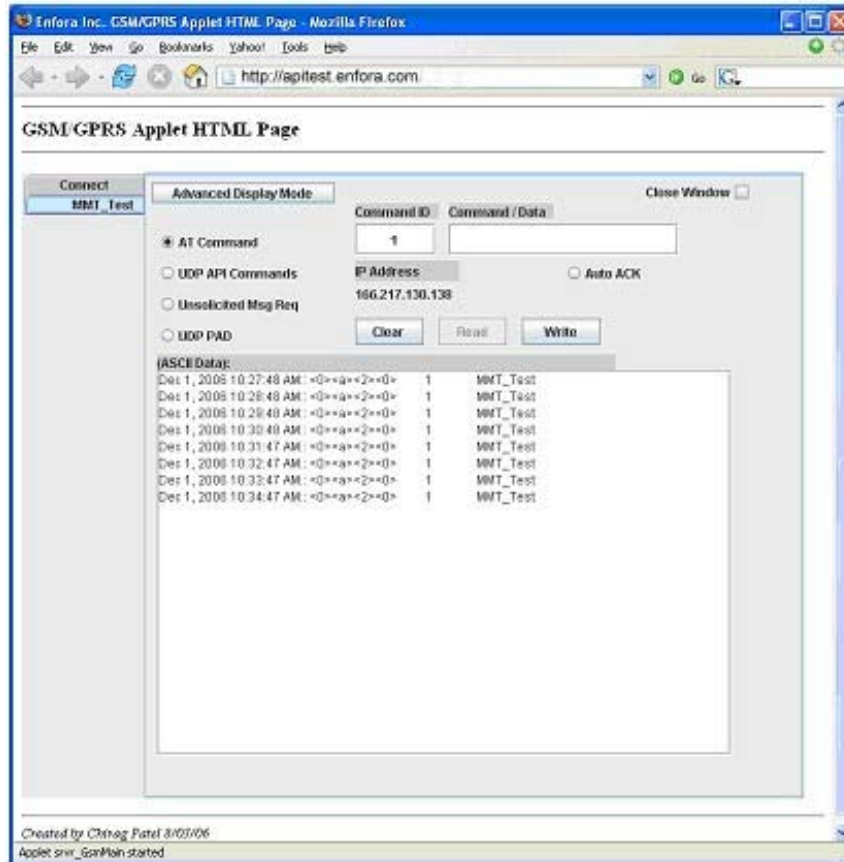 Enfora Inc. GSM/GPRS Applet HTML Page - Mozilla Firefox
File Edit View Go Bookmarks Yahoo! Tools Help
http://apitest.enfora.com
Go
GSM/GPRS Applet HTML Page
Connect
MMT_Test
Advanced Display Mode
Close Window
Command ID Command / Data
AT Command
1
UDP API Commands
IP Address
Auto ACK
166.217.130.138
Unsolicited Msg Req
UDP PAD
Clear Read Write
(ASCII Data):
Dec 1, 2006 10:27:48 AM: <0><a><2><0> 1 MMT_Test
Dec 1, 2006 10:28:48 AM: <0><a><2><0> 1 MMT_Test
Dec 1, 2006 10:29:48 AM: <0><a><2><0> 1 MMT_Test
Dec 1, 2006 10:30:48 AM: <0><a><2><0> 1 MMT_Test
Dec 1, 2006 10:31:47 AM: <0><a><2><0> 1 MMT_Test
Dec 1, 2006 10:32:47 AM: <0><a><2><0> 1 MMT_Test
Dec 1, 2006 10:33:47 AM: <0><a><2><0> 1 MMT_Test
Dec 1, 2006 10:34:47 AM: <0><a><2><0> 1 MMT_Test
Created by Chirag Patel 8/03/06
Applet srvr_GsmMain started